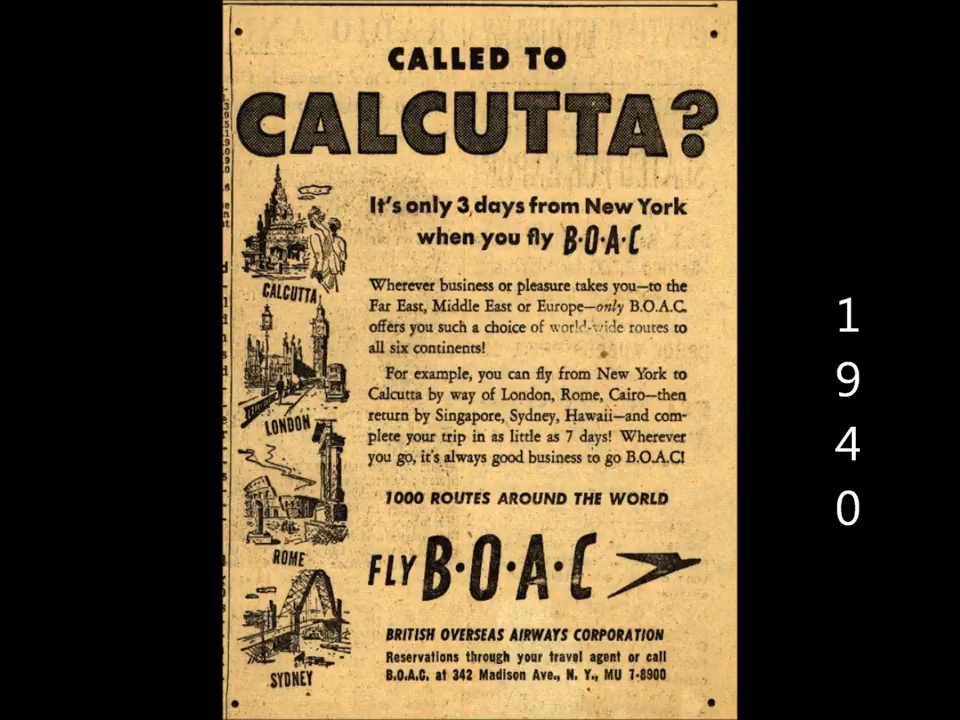 CALLED TO
CALCUTTA?
It's only 3 days from New York
when you fly B·O·A·C
Wherever business or pleasure takes you—to the
Far East, Middle East or Europe—only B.O.A.C.
offers you such a choice of world-wide routes to
all six continents!
For example, you can fly from New York to
Calcutta by way of London, Rome, Cairo—then
return by Singapore, Sydney, Hawaii—and com-
plete your trip in as little as 7 days! Wherever
you go, it's always good business to go B.O.A.C!
1000 ROUTES AROUND THE WORLD
FLY B·O·A·C
BRITISH OVERSEAS AIRWAYS CORPORATION
Reservations through your travel agent or call
B.O.A.C. at 342 Madison Ave., N. Y., MU 7-8900
CALCUTTA
LONDON
ROME
SYDNEY
1
9
4
0